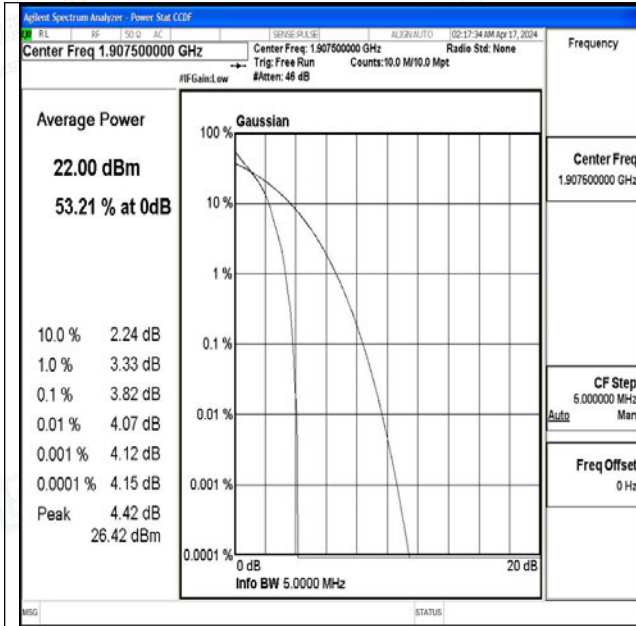 Agilent Spectrum Analyzer - Power Stat CCDF
RL RF 50 Ω AC SENSE:PULSE ALIGNAUTO 02:17:34 AM Apr 17, 2024
Center Freq 1.907500000 GHz
Center Freq: 1.907500000 GHz Radio Std: None
Trig: Free Run Counts:10.0 M/10.0 Mpt
#IFGain:Low #Atten: 46 dB
Frequency
Average Power
22.00 dBm
53.21 % at 0dB
10.0 % 2.24 dB
1.0 % 3.33 dB
0.1 % 3.82 dB
0.01 % 4.07 dB
0.001 % 4.12 dB
0.0001 % 4.15 dB
Peak 4.42 dB
26.42 dBm
Gaussian
100 %
10 %
1 %
0.1 %
0.01 %
0.001 %
0.0001 %
0 dB 20 dB
Info BW 5.0000 MHz
Center Freq
1.907500000 GHz
CF Step
5.000000 MHz
Auto Man
Freq Offset
0 Hz
MSG STATUS